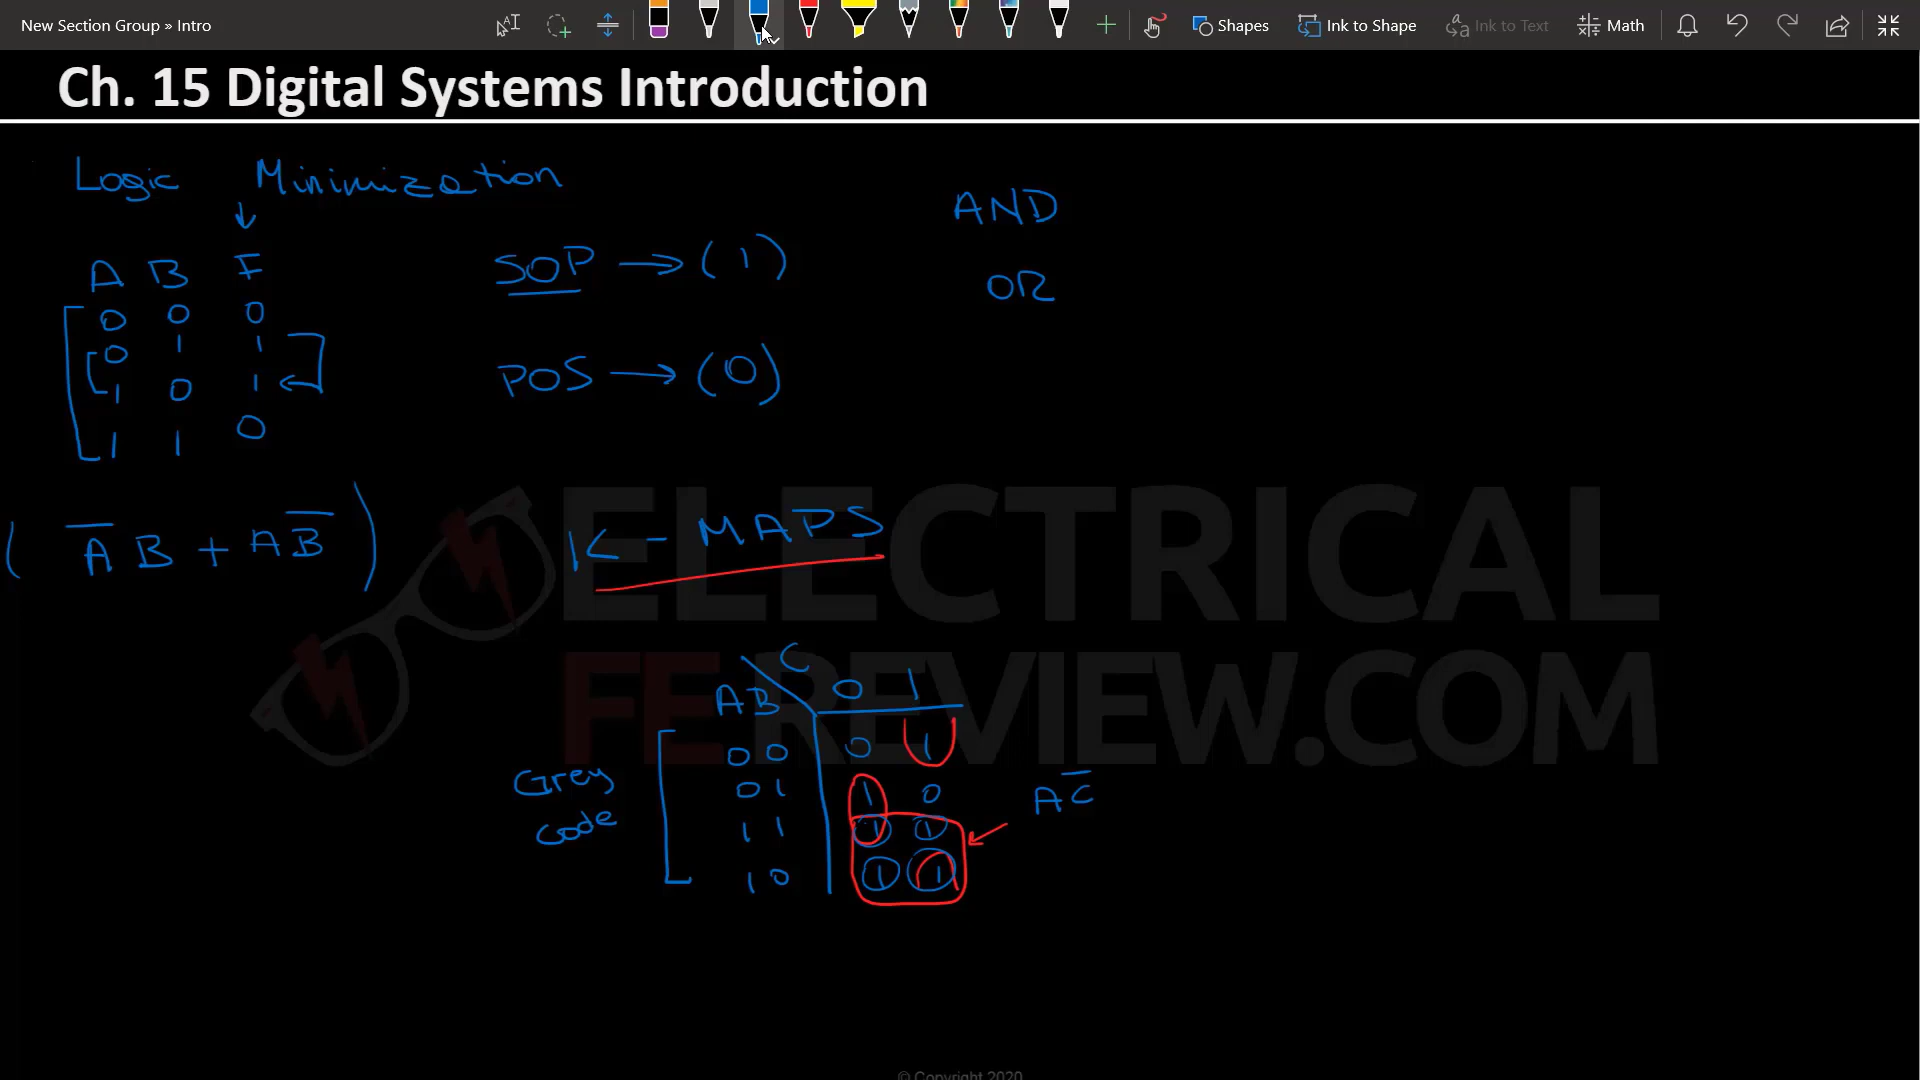 New Section Group » Intro
Shapes
Ink to Shape
Ink to Text
Math
Ch. 15 Digital Systems Introduction
Logic Minimization
↓
A B F
0 0 0
0 1 1
1 0 1
1 1 0
SOP → (1)
POS → (0)
AND
OR
( A̅B + AB̅ )
K - MAPS
ELECTRICAL
FE REVIEW.COM
C
AB 0 1
00 0 1
01 1 0
11 1 1
10 1 1
Grey
code
AC̅
© Copyright 2020